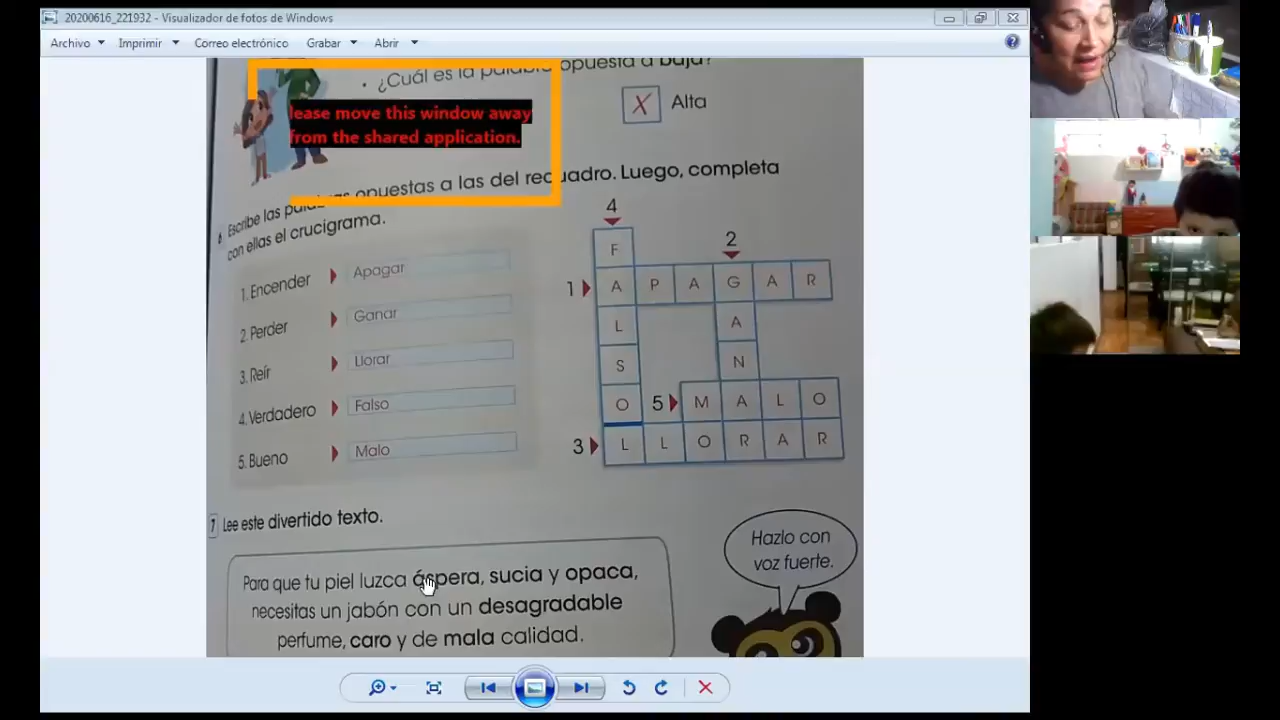 20200616_221932 - Visualizador de fotos de Windows
Archivo Imprimir Correo electrónico Grabar Abrir
• ¿Cuál es la palabra opuesta a baja?
X Alta
lease move this window away
from the shared application.
6 Escribe las palabras opuestas a las del recuadro. Luego, completa
con ellas el crucigrama.
1. Encender Apagar
2. Perder Ganar
3. Reír Llorar
4. Verdadero Falso
5. Bueno Malo
4
2
F
1 A P A G A R
L A
S N
O 5 M A L O
3 L L O R A R
7 Lee este divertido texto.
Para que tu piel luzca áspera, sucia y opaca,
necesitas un jabón con un desagradable
perfume, caro y de mala calidad.
Hazlo con
voz fuerte.